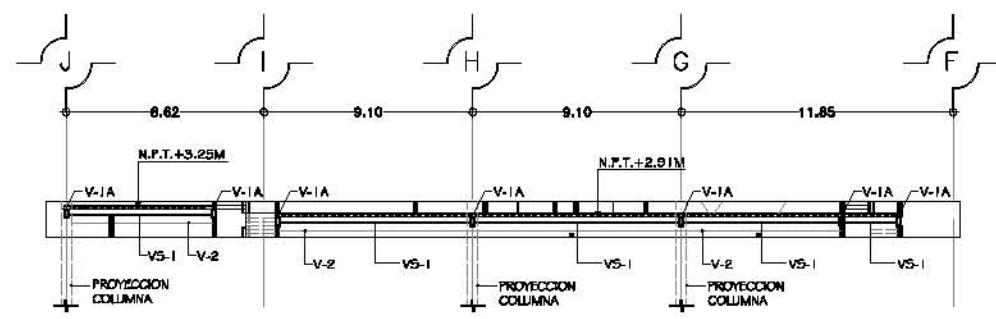 J I H G F
8.62 9.10 9.10 11.85
N.P.T.+3.25M
N.P.T.+2.91M
V-1A V-1A V-1A V-1A V-1A V-1A V-1A
VS-1 V-2 V-2 VS-1 VS-1 V-2 VS-1 VS-1
PROYECCION
COLUMNA
PROYECCION
COLUMNA
PROYECCION
COLUMNA